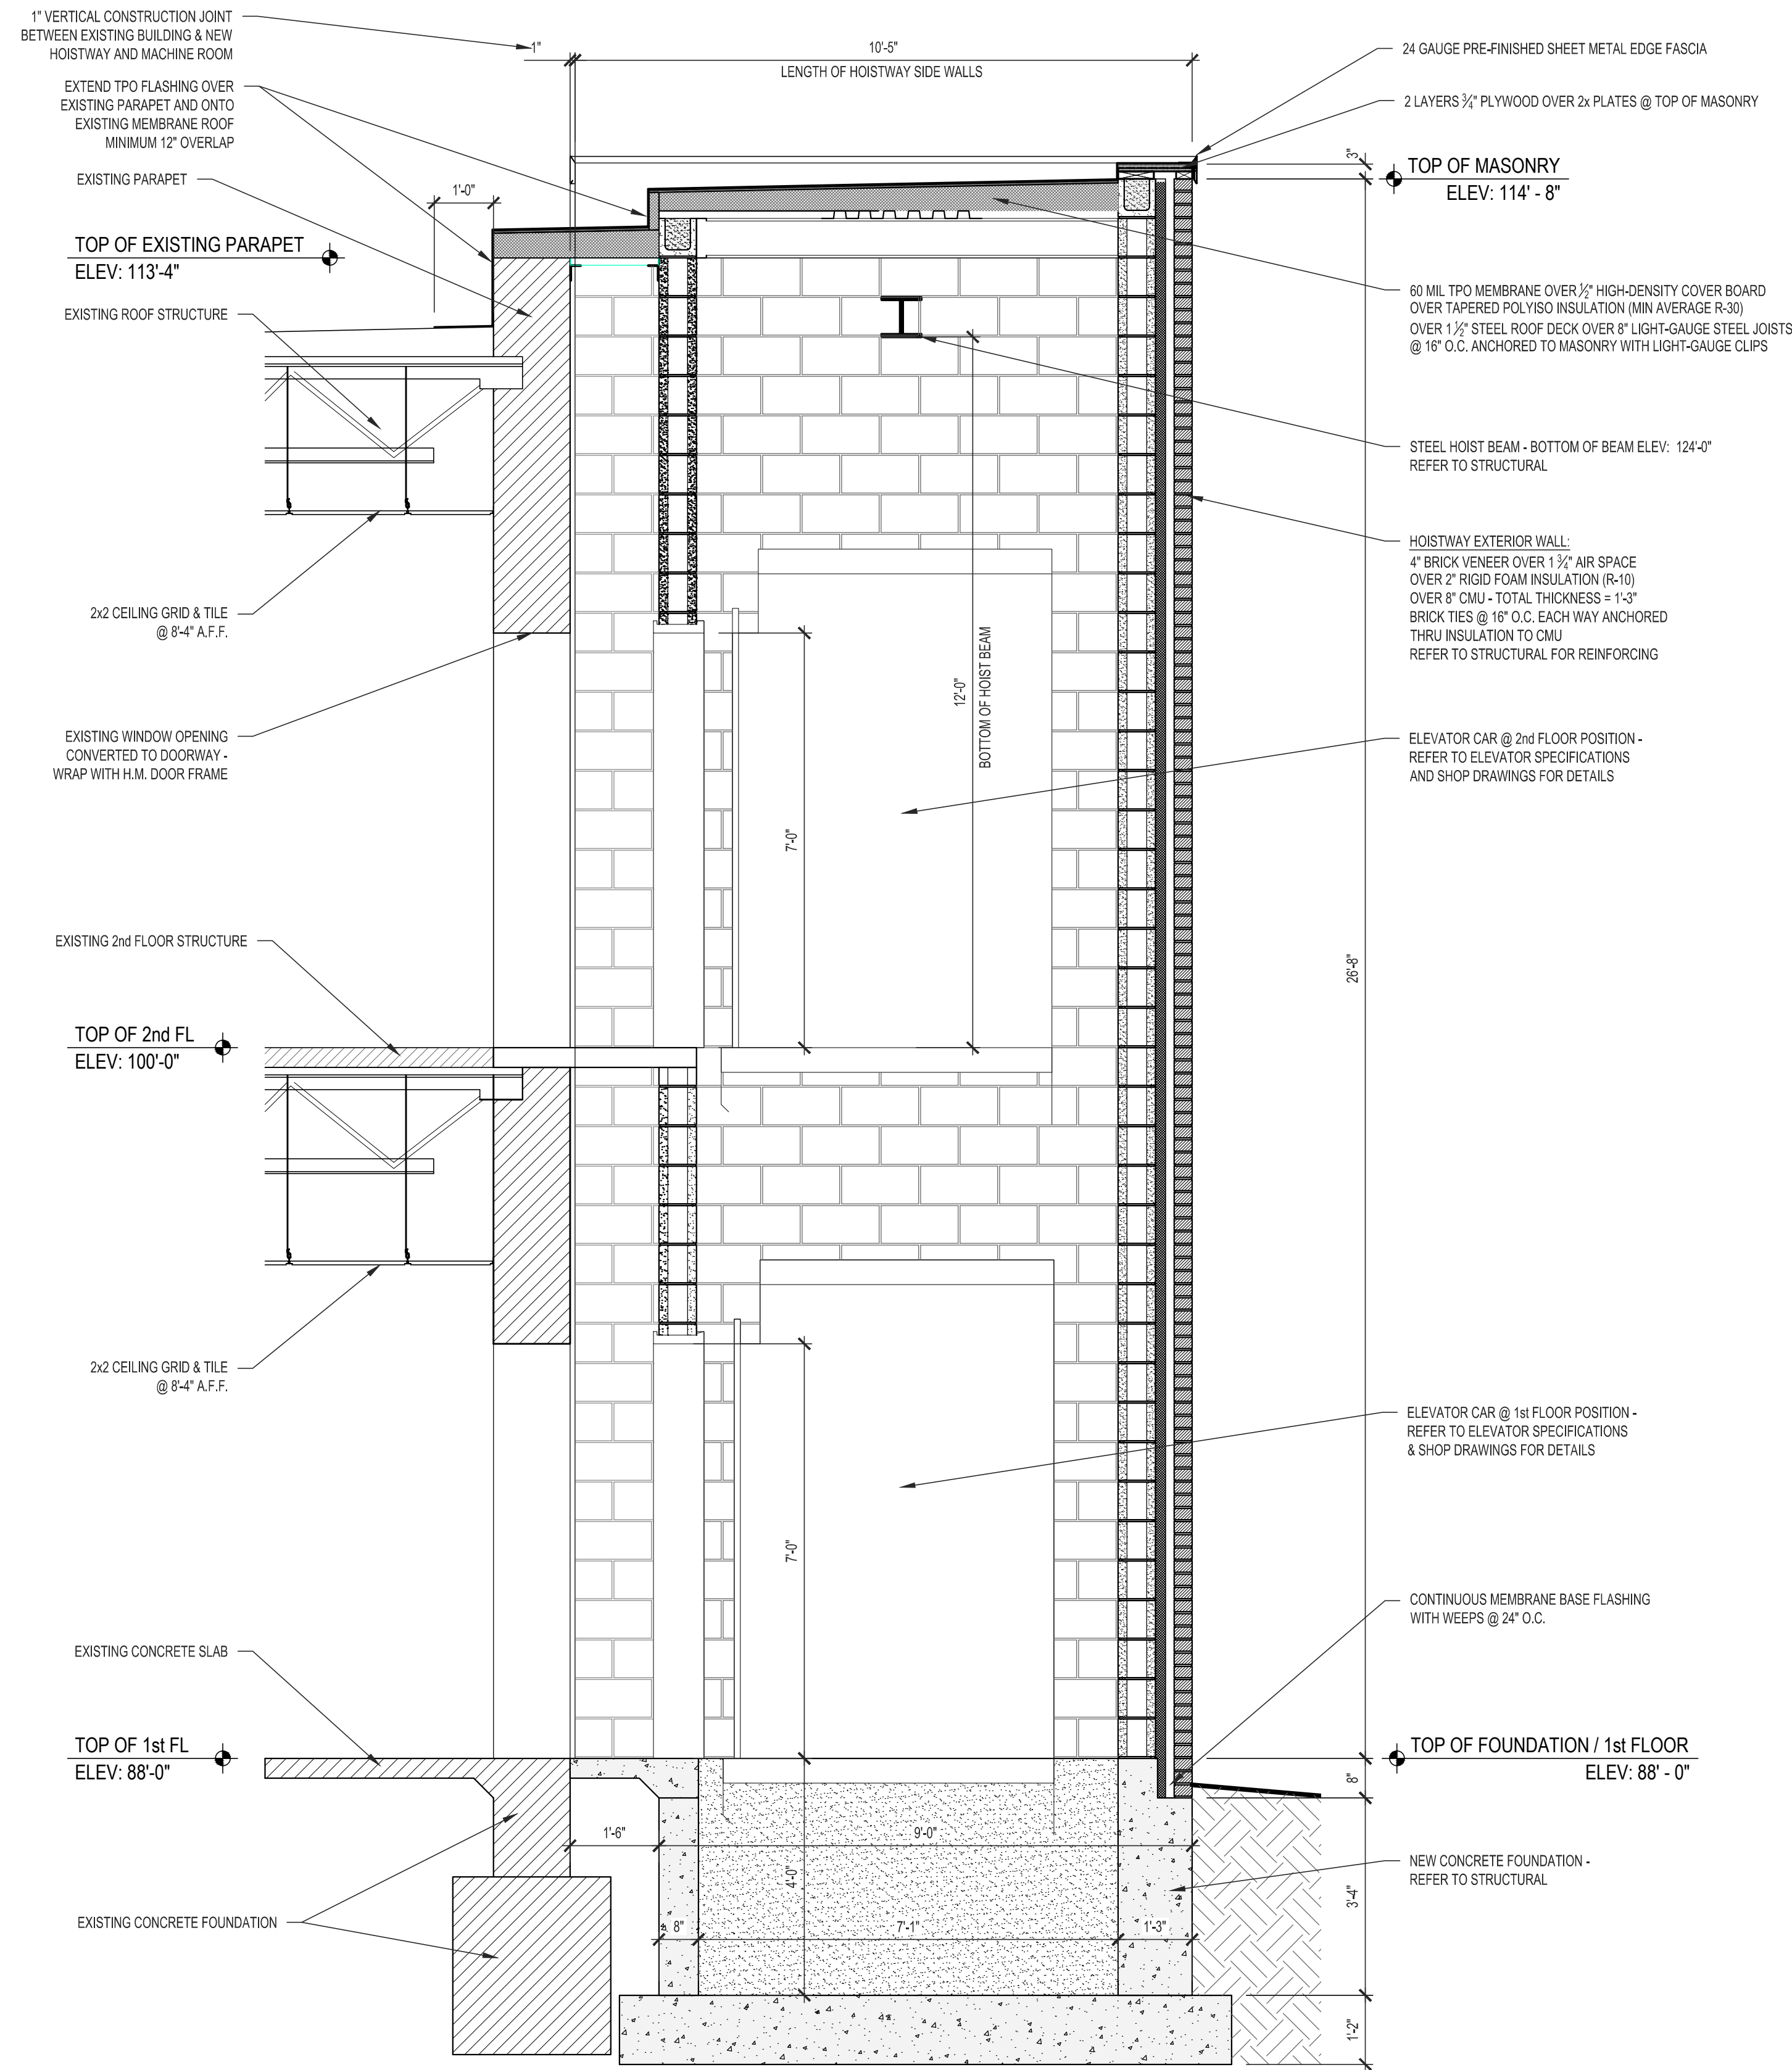 1" VERTICAL CONSTRUCTION JOINT
BETWEEN EXISTING BUILDING & NEW
HOISTWAY AND MACHINE ROOM
1"
10'-5"
LENGTH OF HOISTWAY SIDE WALLS
24 GAUGE PRE-FINISHED SHEET METAL EDGE FASCIA
EXTEND TPO FLASHING OVER
EXISTING PARAPET AND ONTO
EXISTING MEMBRANE ROOF
MINIMUM 12" OVERLAP
2 LAYERS ¾" PLYWOOD OVER 2x PLATES @ TOP OF MASONRY
3"
TOP OF MASONRY
ELEV: 114' - 8"
EXISTING PARAPET
1'-0"
TOP OF EXISTING PARAPET
ELEV: 113'-4"
EXISTING ROOF STRUCTURE
60 MIL TPO MEMBRANE OVER ½" HIGH-DENSITY COVER BOARD
OVER TAPERED POLYISO INSULATION (MIN AVERAGE R-30)
OVER 1 ½" STEEL ROOF DECK OVER 8" LIGHT-GAUGE STEEL JOISTS
@ 16" O.C. ANCHORED TO MASONRY WITH LIGHT-GAUGE CLIPS
STEEL HOIST BEAM - BOTTOM OF BEAM ELEV: 124'-0"
REFER TO STRUCTURAL
HOISTWAY EXTERIOR WALL:
4" BRICK VENEER OVER 1 ¾" AIR SPACE
OVER 2" RIGID FOAM INSULATION (R-10)
OVER 8" CMU - TOTAL THICKNESS = 1'-3"
BRICK TIES @ 16" O.C. EACH WAY ANCHORED
THRU INSULATION TO CMU
REFER TO STRUCTURAL FOR REINFORCING
2x2 CEILING GRID & TILE
@ 8'-4" A.F.F.
12'-0"
BOTTOM OF HOIST BEAM
EXISTING WINDOW OPENING
CONVERTED TO DOORWAY -
WRAP WITH H.M. DOOR FRAME
ELEVATOR CAR @ 2nd FLOOR POSITION -
REFER TO ELEVATOR SPECIFICATIONS
AND SHOP DRAWINGS FOR DETAILS
7'-0"
EXISTING 2nd FLOOR STRUCTURE
26'-8"
TOP OF 2nd FL
ELEV: 100'-0"
2x2 CEILING GRID & TILE
@ 8'-4" A.F.F.
ELEVATOR CAR @ 1st FLOOR POSITION -
REFER TO ELEVATOR SPECIFICATIONS
& SHOP DRAWINGS FOR DETAILS
7'-0"
CONTINUOUS MEMBRANE BASE FLASHING
WITH WEEPS @ 24" O.C.
EXISTING CONCRETE SLAB
TOP OF 1st FL
ELEV: 88'-0"
TOP OF FOUNDATION / 1st FLOOR
ELEV: 88' - 0"
8"
1'-6"
9'-0"
4'-0"
NEW CONCRETE FOUNDATION -
REFER TO STRUCTURAL
3'-4"
EXISTING CONCRETE FOUNDATION
8"
7'-1"
1'-3"
1'-2"